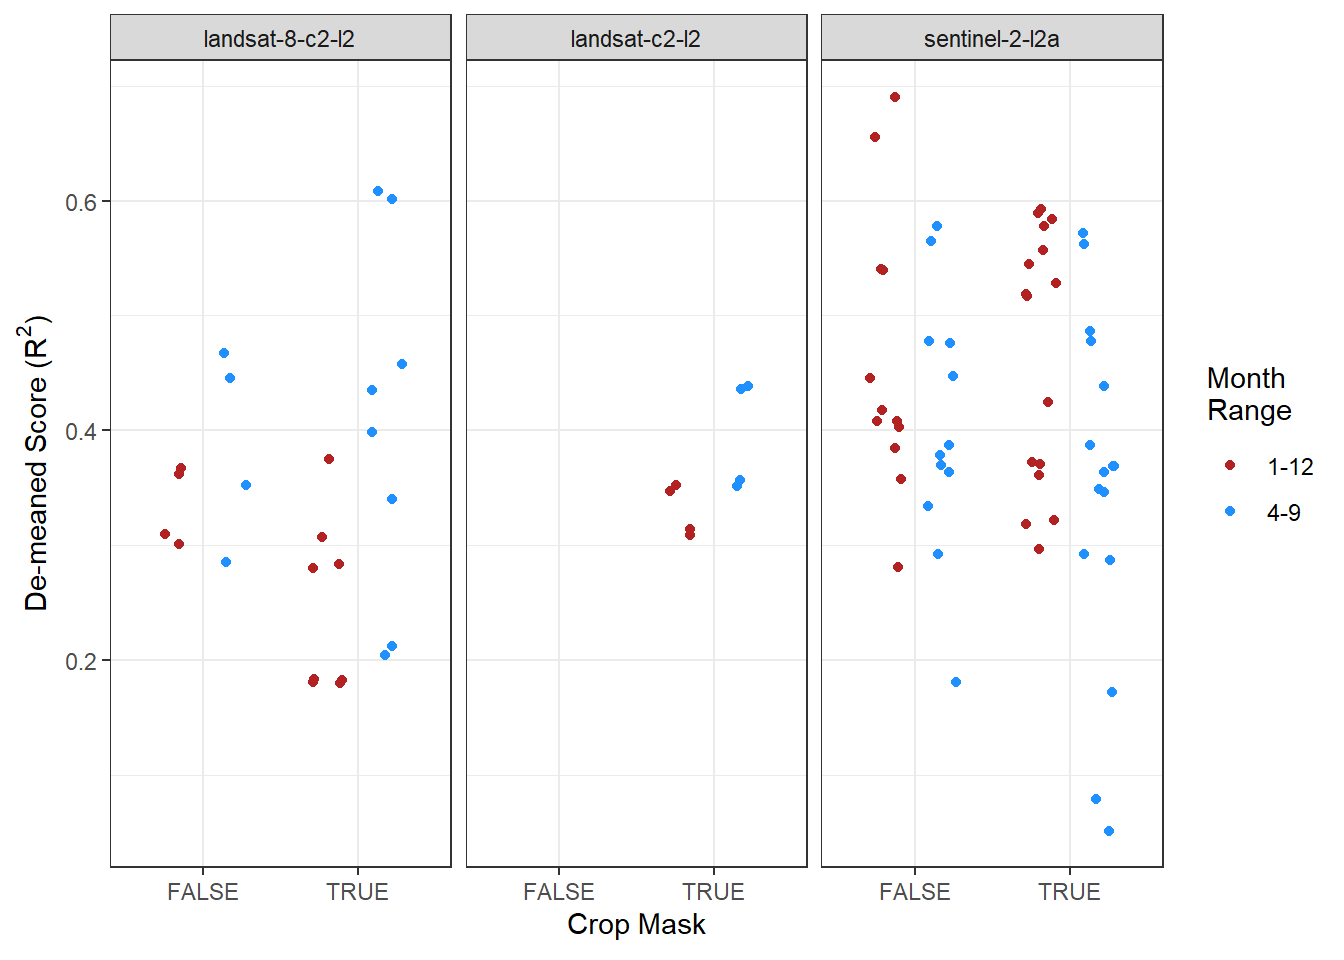 landsat-8-c2-l2
landsat-c2-l2
sentinel-2-l2a
De-meaned Score (R²)
0.6
0.4
0.2
FALSE
TRUE
FALSE
TRUE
FALSE
TRUE
Crop Mask
Month
Range
1-12
4-9